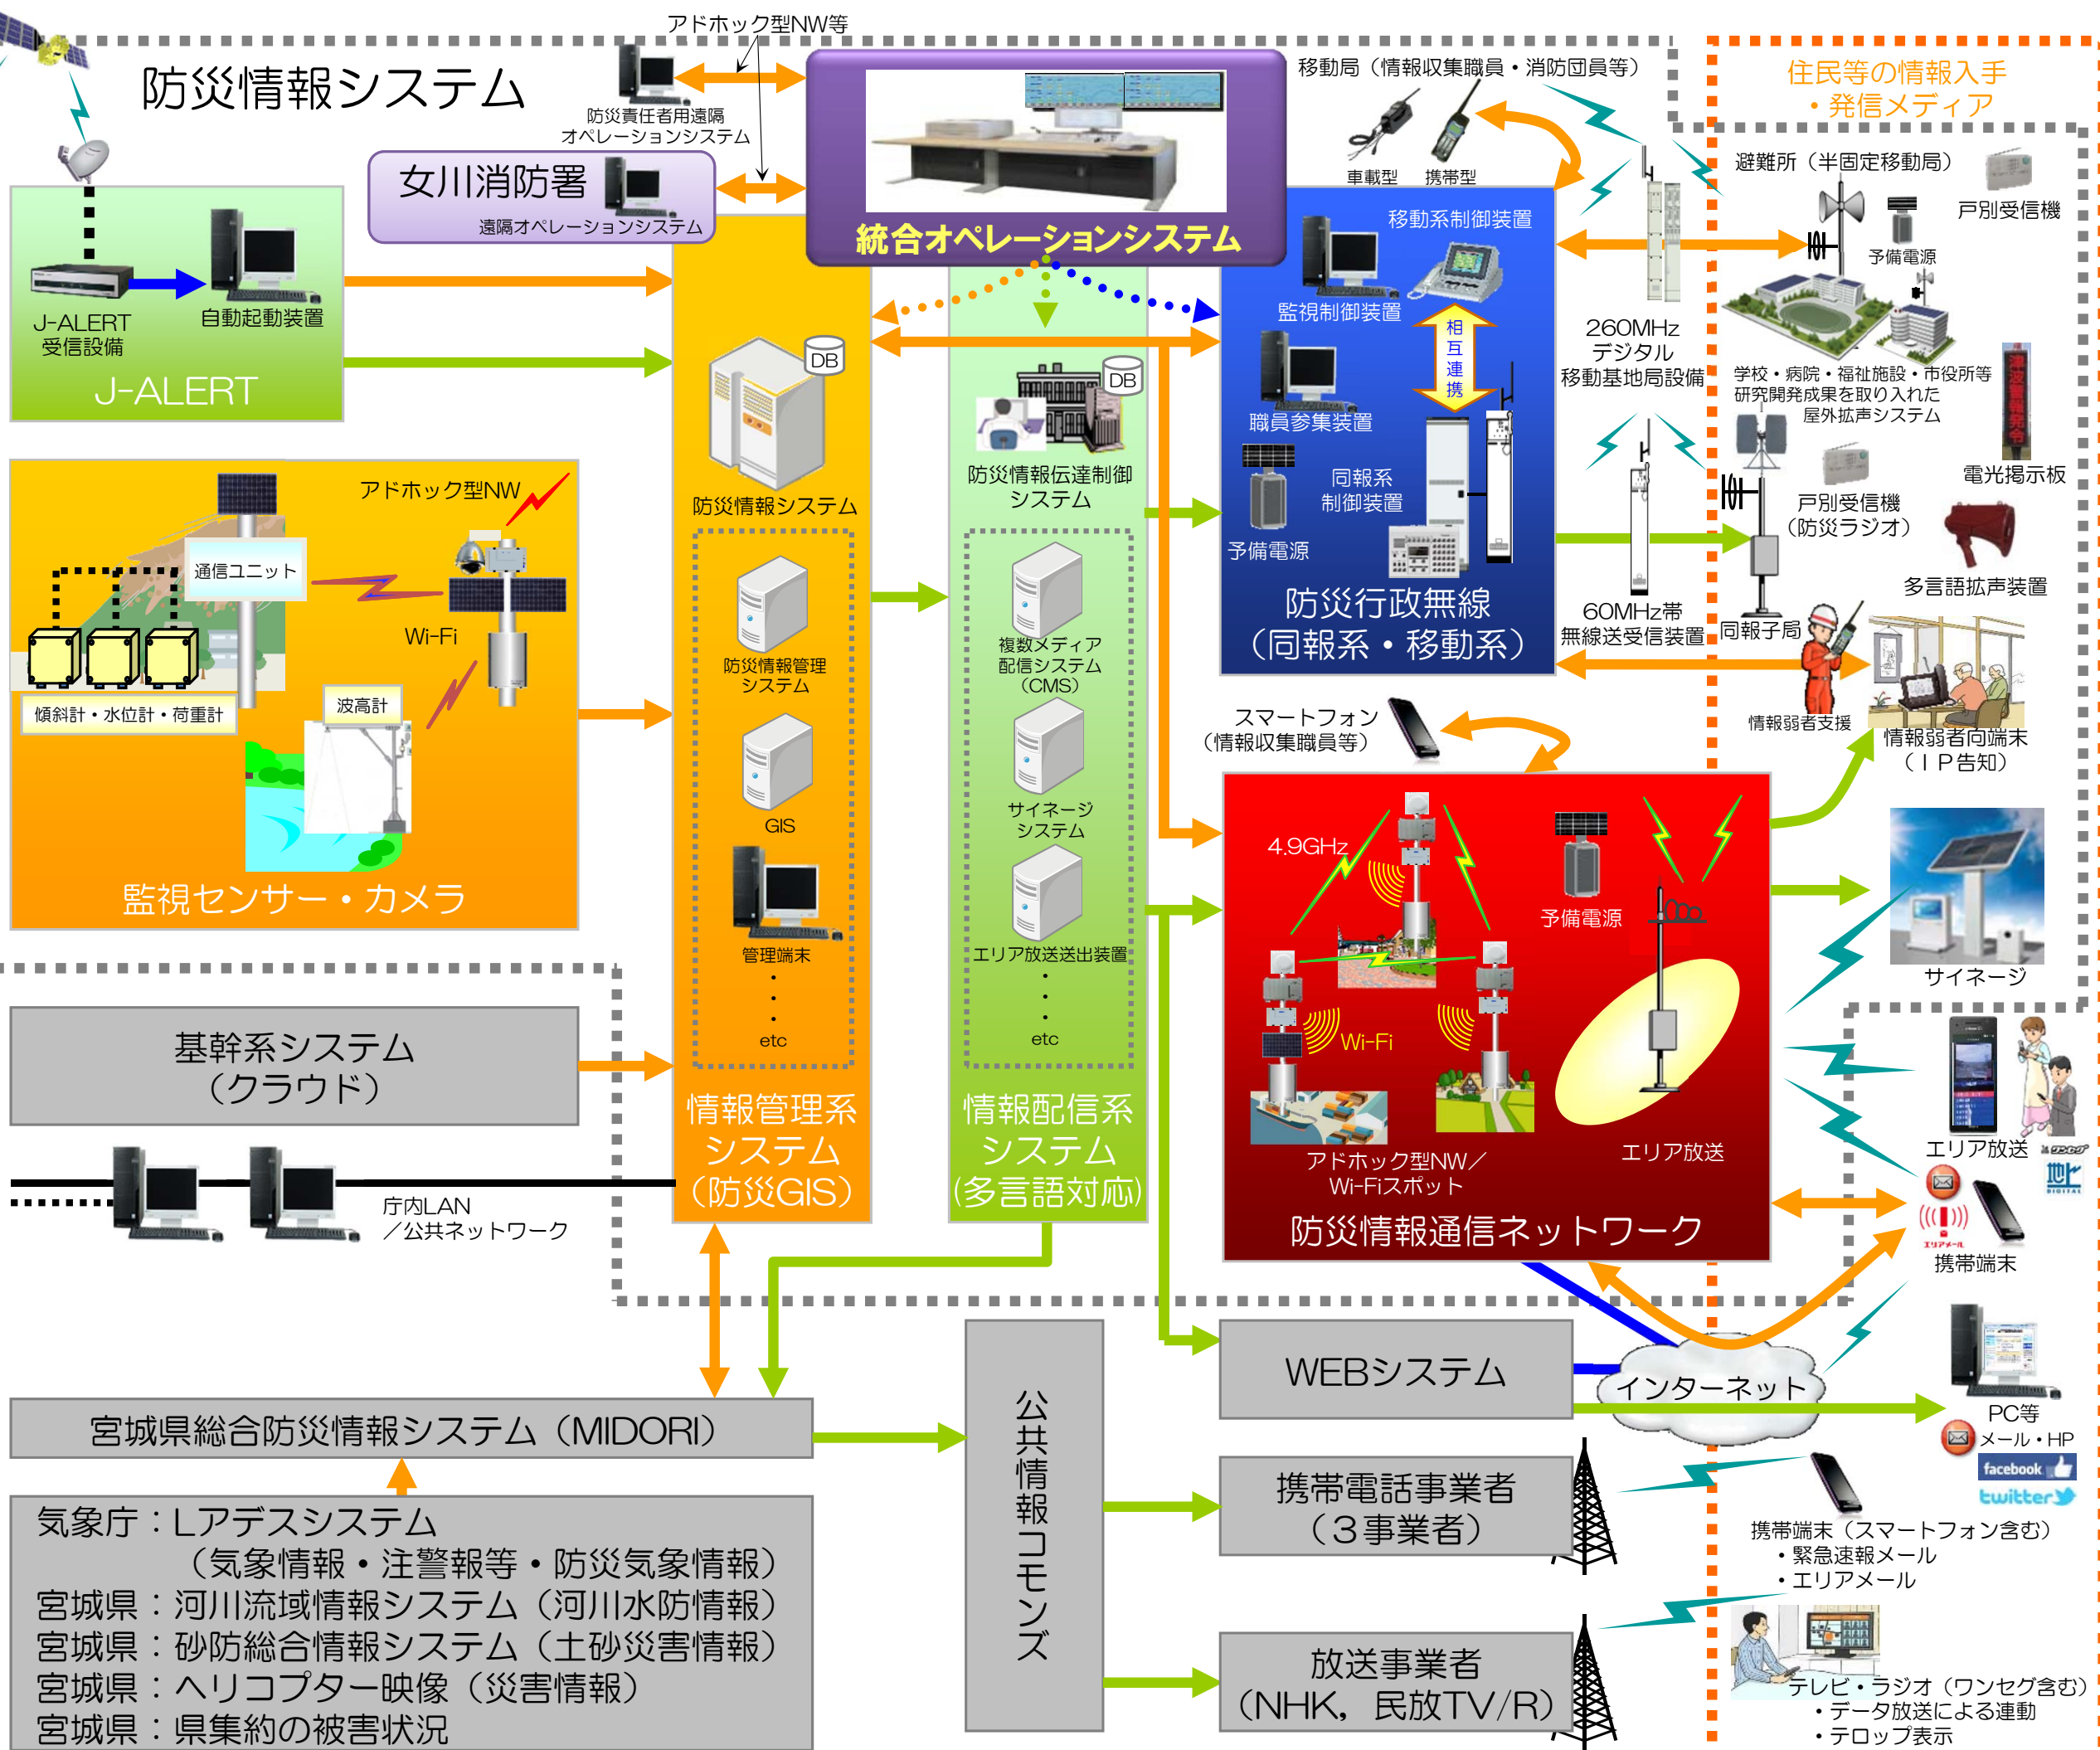 アドホック型NW等
防災情報システム
防災責任者用遠隔
オペレーションシステム
女川消防署
遠隔オペレーションシステム
統合オペレーションシステム
移動局（情報収集職員・消防団員等）
車載型
携帯型
住民等の情報入手
・発信メディア
避難所（半固定移動局）
戸別受信機
予備電源
学校・病院・福祉施設・市役所等
研究開発成果を取り入れた
屋外拡声システム
津波警報発令
電光掲示板
戸別受信機
（防災ラジオ）
多言語拡声装置
同報子局
情報弱者支援
情報弱者向端末
（ＩＰ告知）
サイネージ
J-ALERT
受信設備
自動起動装置
J-ALERT
アドホック型NW
通信ユニット
Wi-Fi
傾斜計・水位計・荷重計
波高計
監視センサー・カメラ
DB
防災情報システム
防災情報管理
システム
GIS
管理端末
・
・
・
etc
情報管理系
システム
（防災GIS）
DB
防災情報伝達制御
システム
複数メディア
配信システム
（CMS）
サイネージ
システム
エリア放送送出装置
・
・
・
etc
情報配信系
システム
(多言語対応)
移動系制御装置
監視制御装置
相互連携
職員参集装置
同報系
制御装置
予備電源
防災行政無線
（同報系・移動系）
260MHz
デジタル
移動基地局設備
60MHz帯
無線送受信装置
スマートフォン
（情報収集職員等）
4.9GHz
予備電源
Wi-Fi
アドホック型NW／
Wi-Fiスポット
エリア放送
防災情報通信ネットワーク
エリア放送
ワンセグ
地上
DIGITAL
エリアメール
携帯端末
基幹系システム
（クラウド）
庁内LAN
／公共ネットワーク
宮城県総合防災情報システム（MIDORI）
気象庁：Lアデスシステム
（気象情報・注警報等・防災気象情報）
宮城県：河川流域情報システム（河川水防情報）
宮城県：砂防総合情報システム（土砂災害情報）
宮城県：ヘリコプター映像（災害情報）
宮城県：県集約の被害状況
公共情報コモンズ
WEBシステム
インターネット
携帯電話事業者
（３事業者）
放送事業者
（NHK，民放TV/R）
PC等
メール・HP
facebook
twitter
携帯端末（スマートフォン含む）
・緊急速報メール
・エリアメール
テレビ・ラジオ（ワンセグ含む）
・データ放送による連動
・テロップ表示